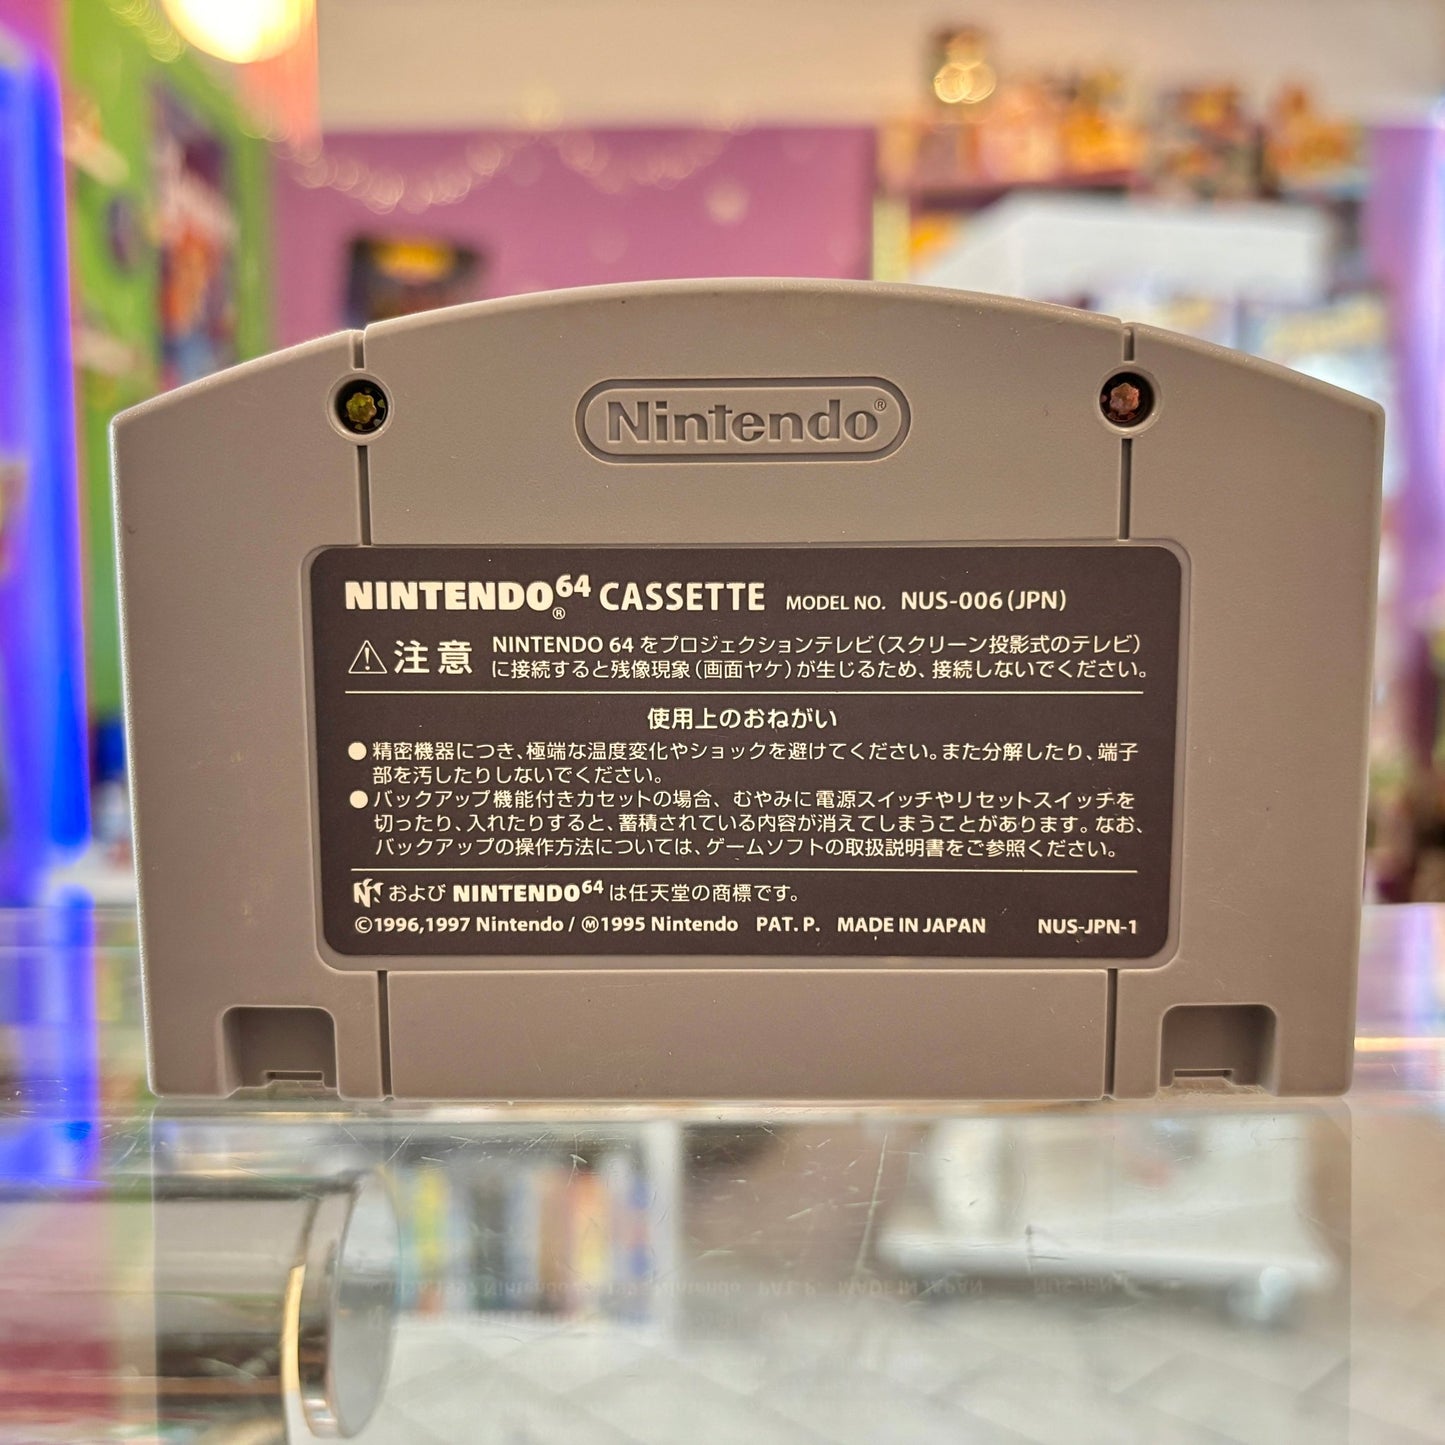 Nintendo®
NINTENDO64® CASSETTE MODEL NO. NUS-006(JPN)
⚠注意 NINTENDO 64 をプロジェクションテレビ(スクリーン投影式のテレビ)
に接続すると残像現象(画面ヤケ)が生じるため、接続しないでください。
使用上のおねがい
●精密機器につき、極端な温度変化やショックを避けてください。また分解したり、端子
部を汚したりしないでください。
●バックアップ機能付きカセットの場合、むやみに電源スイッチやリセットスイッチを
切ったり、入れたりすると、蓄積されている内容が消えてしまうことがあります。なお、
バックアップの操作方法については、ゲームソフトの取扱説明書をご参照ください。
N および NINTENDO64 は任天堂の商標です。
©1996,1997 Nintendo / Ⓜ1995 Nintendo PAT. P. MADE IN JAPAN NUS-JPN-1